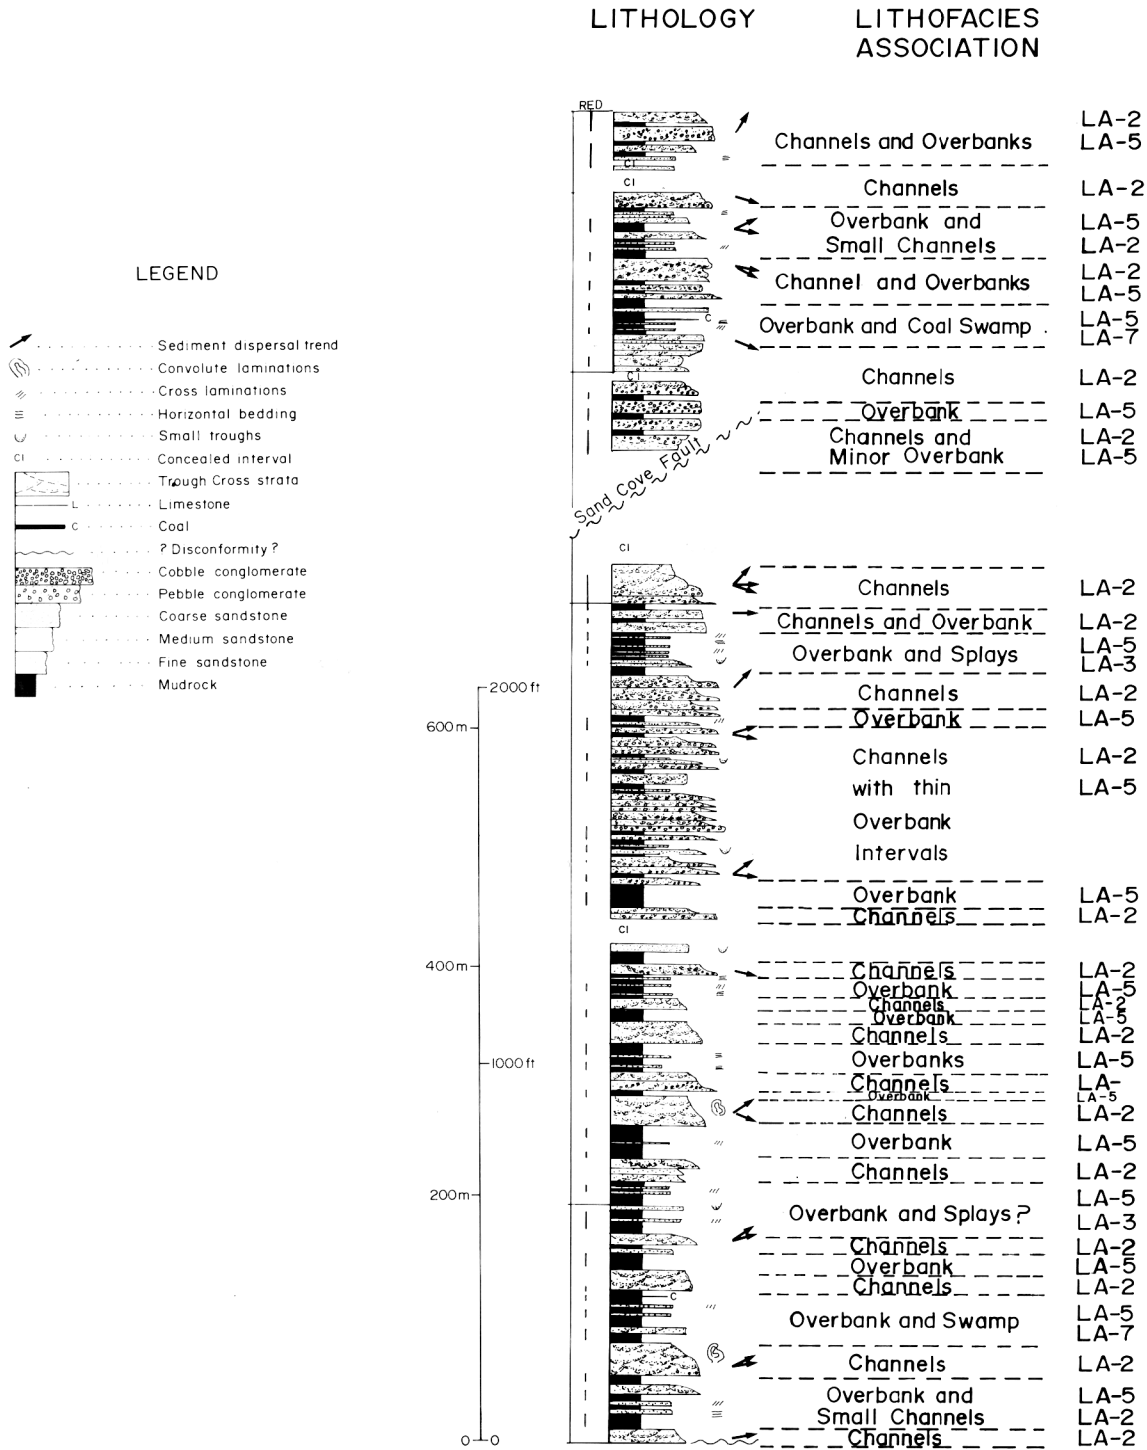 LITHOLOGY
LITHOFACIES
ASSOCIATION
LEGEND
Sediment dispersal trend
Convolute laminations
Cross laminations
Horizontal bedding
Small troughs
CI Concealed interval
Trough Cross strata
L Limestone
C Coal
? Disconformity ?
Cobble conglomerate
Pebble conglomerate
Coarse sandstone
Medium sandstone
Fine sandstone
Mudrock
2000 ft
600 m
400 m
1000 ft
200 m
0 0
RED
CI
CI
C
CI
Sand Cove Fault
CI
CI
C
Channels and Overbanks
LA-2
LA-5
Channels LA-2
Overbank and LA-5
Small Channels LA-2
Channel and Overbanks
LA-2
LA-5
Overbank and Coal Swamp
LA-5
LA-7
Channels LA-2
Overbank LA-5
Channels and LA-2
Minor Overbank LA-5
Channels LA-2
Channels and Overbank LA-2
Overbank and Splays
LA-5
LA-3
Channels LA-2
Overbank LA-5
Channels LA-2
with thin LA-5
Overbank
Intervals
Overbank LA-5
Channels LA-2
Channels LA-2
Overbank LA-5
Channels LA-2
Overbank LA-5
Channels LA-2
Overbanks LA-5
Channels LA-
Overbank LA-5
Channels LA-2
Overbank LA-5
Channels LA-2
LA-5
Overbank and Splays?
LA-3
Channels LA-2
Overbank LA-5
Channels LA-2
LA-5
Overbank and Swamp
LA-7
Channels LA-2
Overbank and LA-5
Small Channels LA-2
Channels LA-2